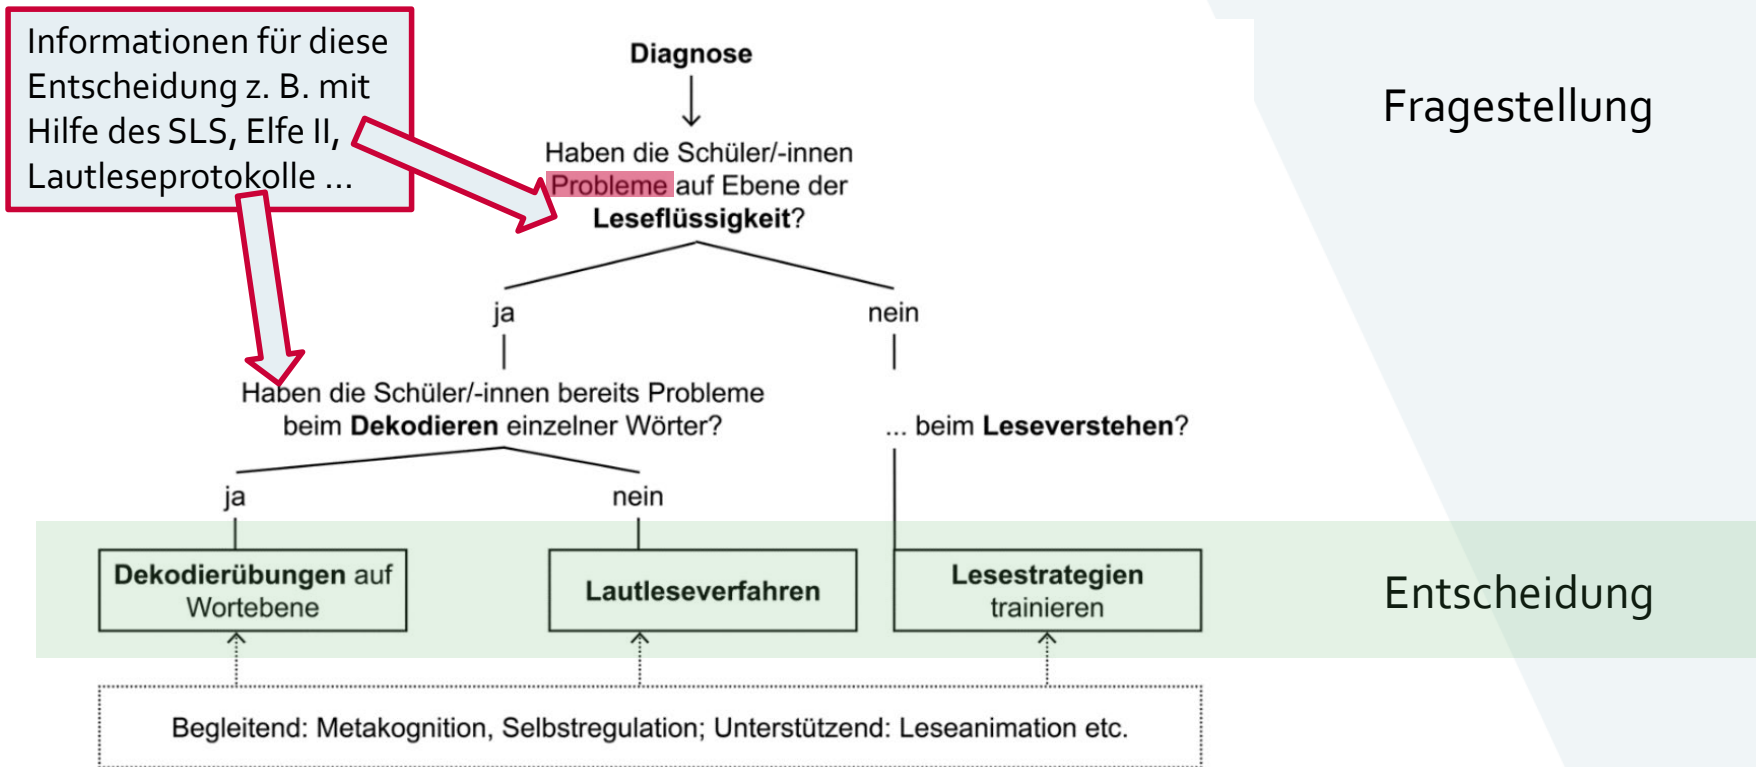 Informationen für diese
Entscheidung z. B. mit
Hilfe des SLS, Elfe II,
Lautleseprotokolle ...
Diagnose
Fragestellung
Haben die Schüler/-innen
Probleme auf Ebene der
Leseflüssigkeit?
ja
nein
Haben die Schüler/-innen bereits Probleme
beim Dekodieren einzelner Wörter?
... beim Leseverstehen?
ja
nein
Dekodierübungen auf
Wortebene
Lautleseverfahren
Lesestrategien
trainieren
Entscheidung
Begleitend: Metakognition, Selbstregulation; Unterstützend: Leseanimation etc.